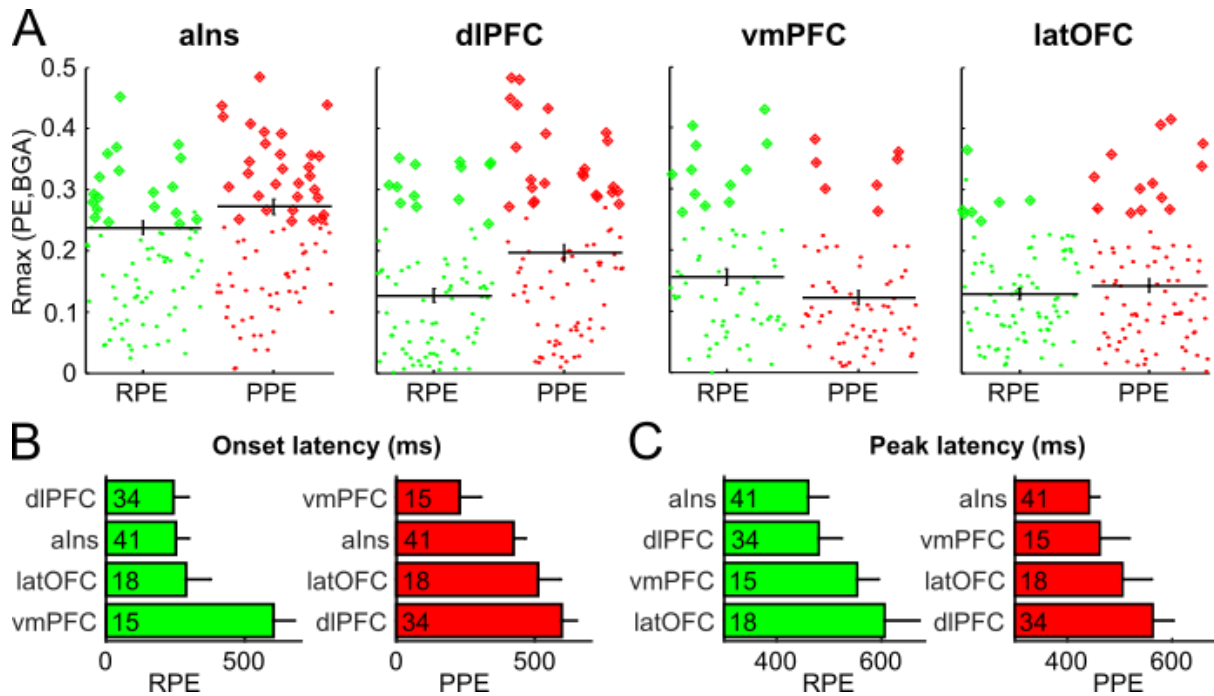 A
aIns dlPFC vmPFC latOFC
Rmax (PE,BGA)
0.5
0.4
0.3
0.2
0.1
0
RPE PPE RPE PPE RPE PPE RPE PPE
B Onset latency (ms)
dlPFC 34
aIns 41
latOFC 18
vmPFC 15
0 500
RPE
vmPFC 15
aIns 41
latOFC 18
dlPFC 34
0 500
PPE
C Peak latency (ms)
aIns 41
dlPFC 34
vmPFC 15
latOFC 18
400 600
RPE
aIns 41
vmPFC 15
latOFC 18
dlPFC 34
400 600
PPE